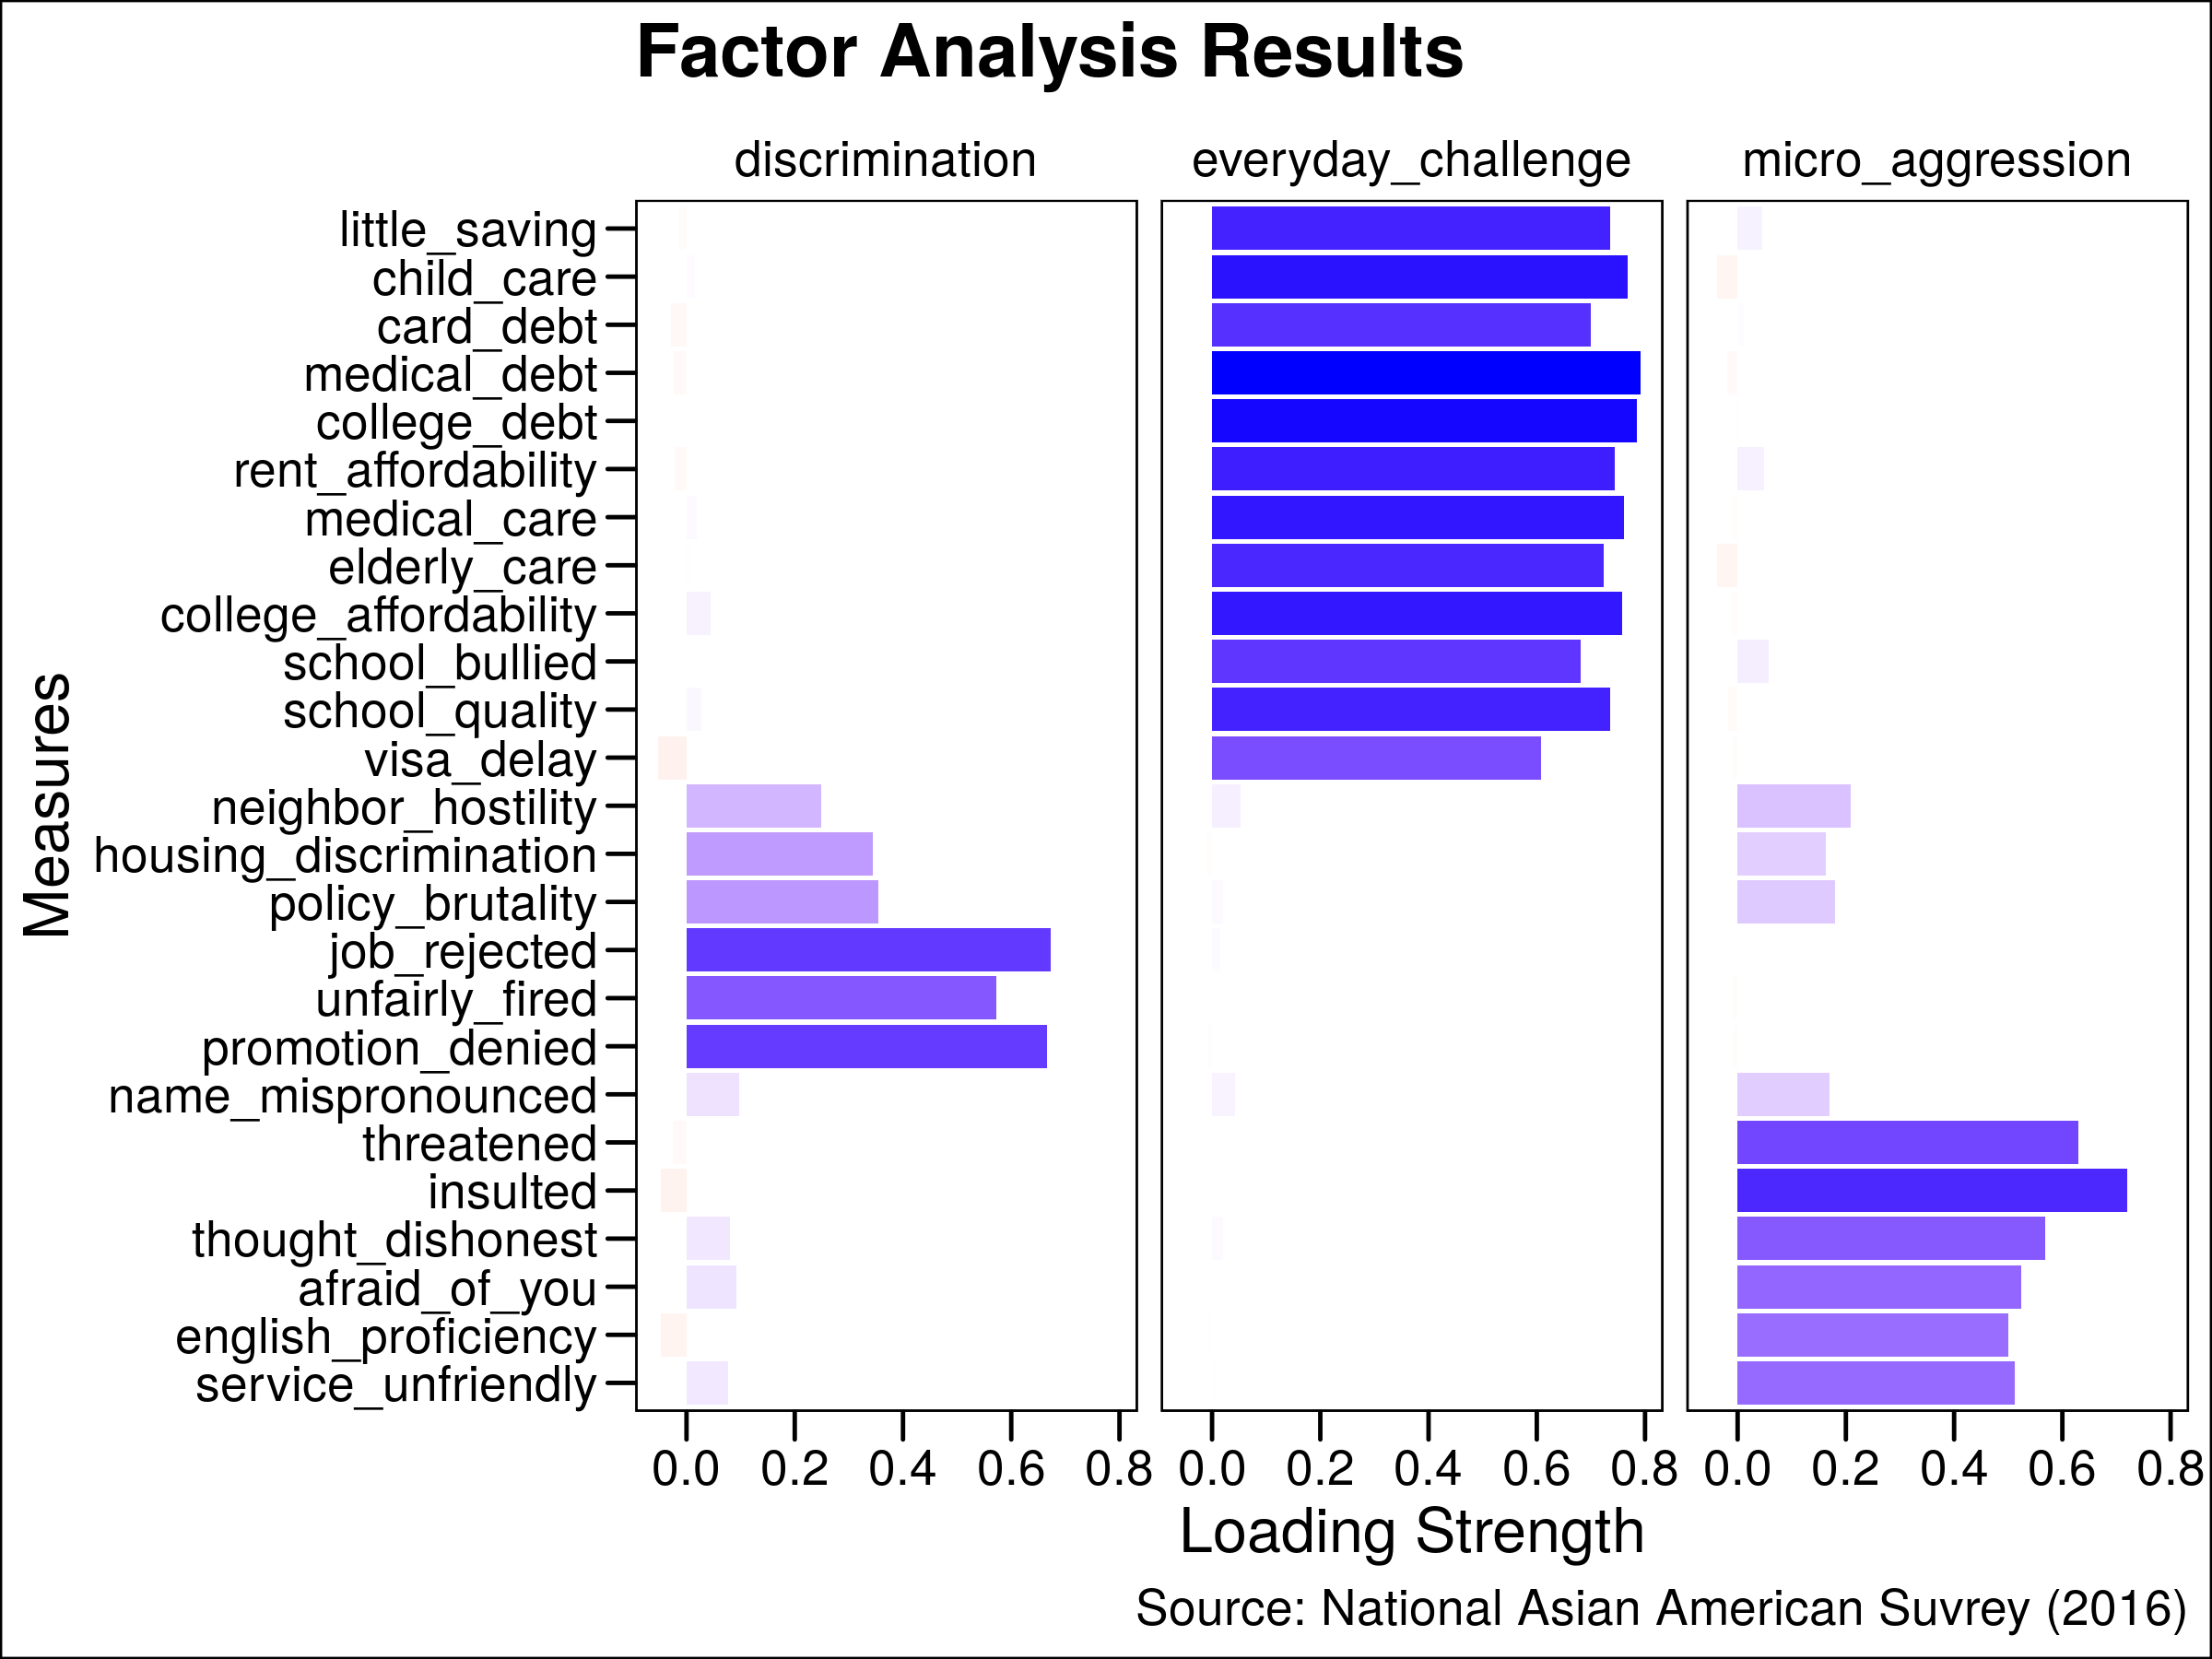 Factor Analysis Results
discrimination everyday_challenge micro_aggression
Measures
little_saving
child_care
card_debt
medical_debt
college_debt
rent_affordability
medical_care
elderly_care
college_affordability
school_bullied
school_quality
visa_delay
neighbor_hostility
housing_discrimination
policy_brutality
job_rejected
unfairly_fired
promotion_denied
name_mispronounced
threatened
insulted
thought_dishonest
afraid_of_you
english_proficiency
service_unfriendly
0.0 0.2 0.4 0.6 0.8 0.0 0.2 0.4 0.6 0.8 0.0 0.2 0.4 0.6 0.8
Loading Strength
Source: National Asian American Suvrey (2016)